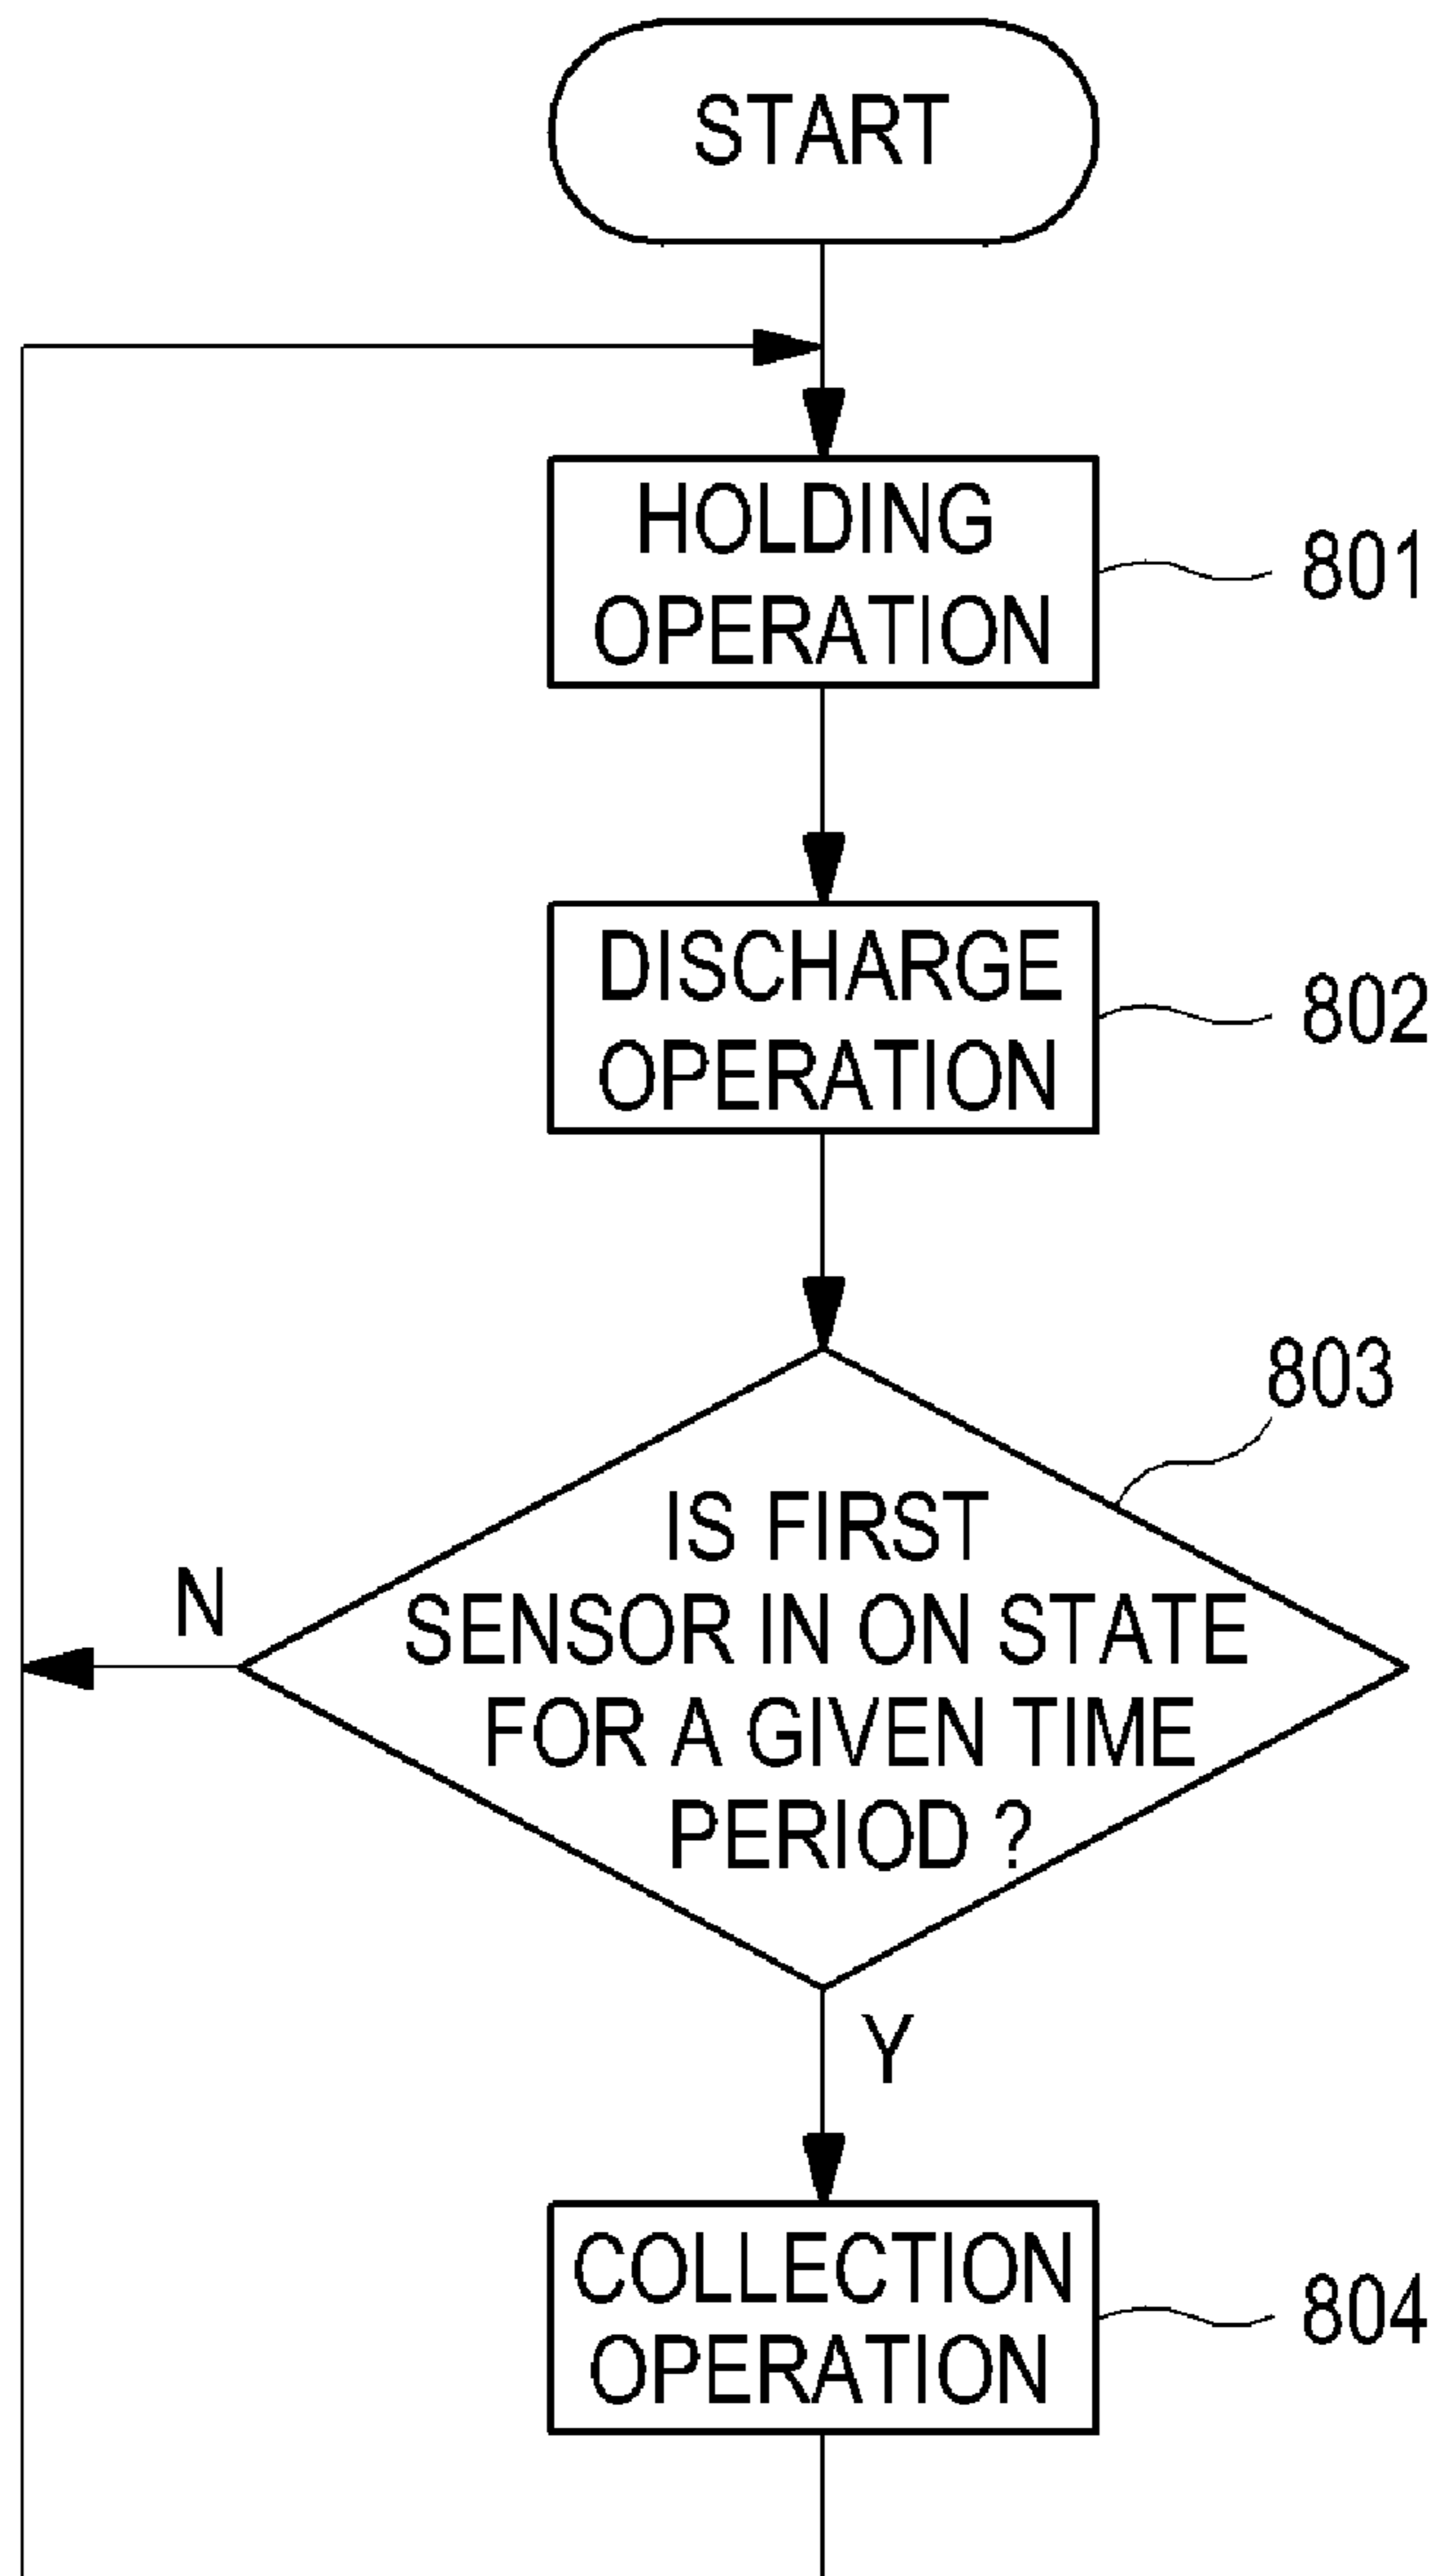 START
HOLDING
OPERATION
801
DISCHARGE
OPERATION
802
803
IS FIRST
SENSOR IN ON STATE
FOR A GIVEN TIME
PERIOD ?
N
Y
COLLECTION
OPERATION
804